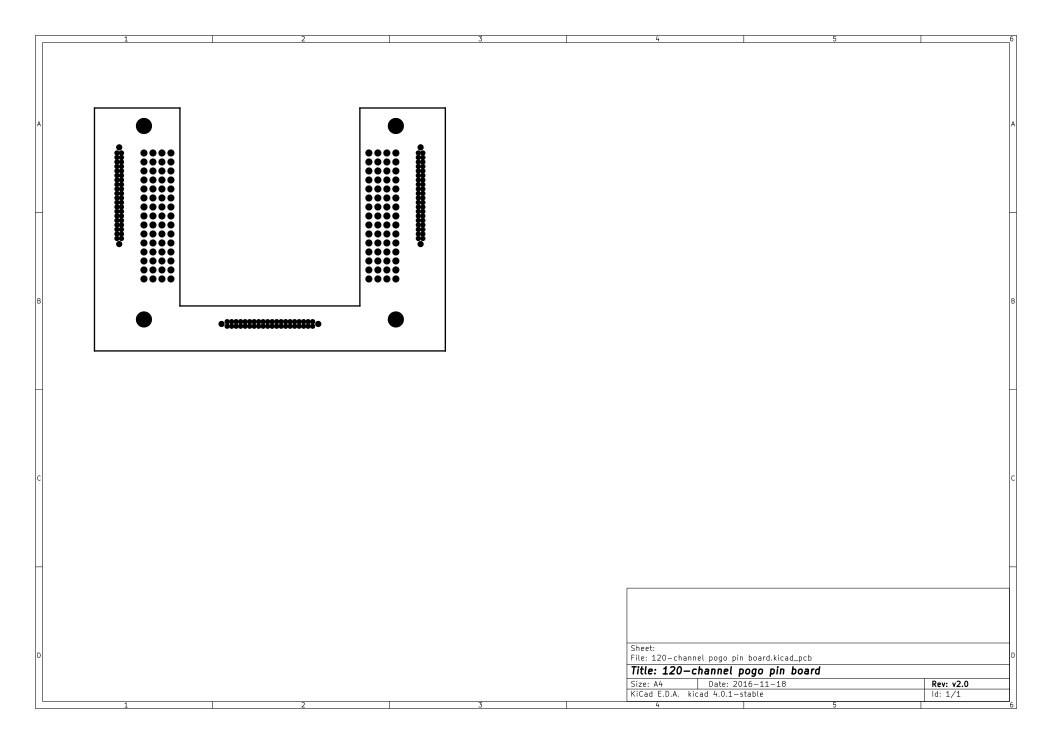 1 2 3 4 5 6
A A
B B
C C
D D
Sheet:
File: 120-channel pogo pin board.kicad_pcb
Title: 120-channel pogo pin board
Size: A4 Date: 2016-11-18 Rev: v2.0
KiCad E.D.A. kicad 4.0.1-stable Id: 1/1
1 2 3 4 5 6